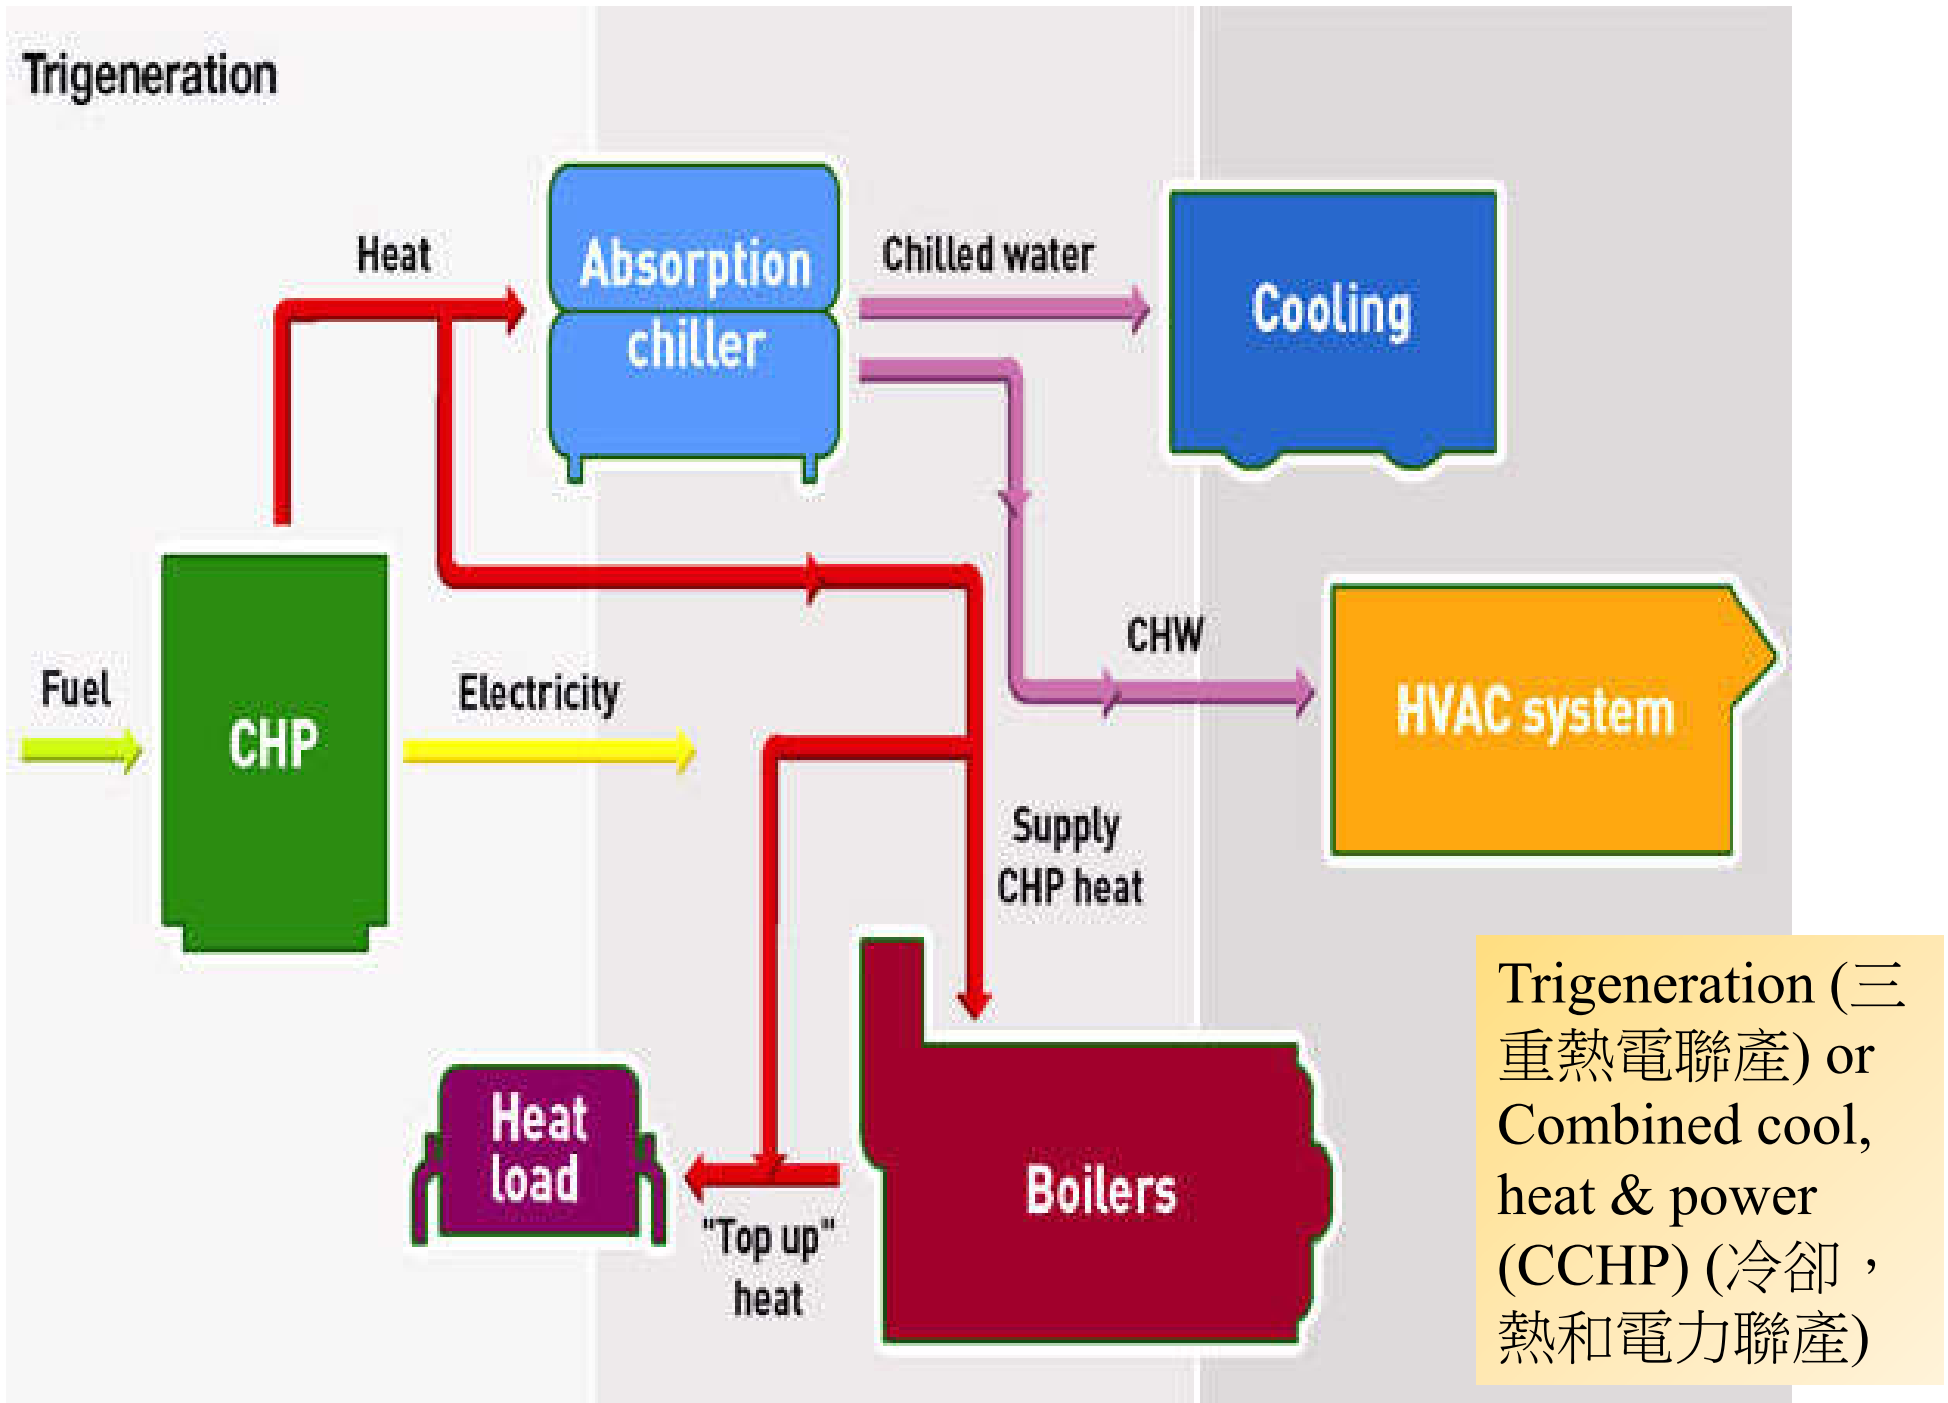 Trigeneration
Heat
Absorption
chiller
Chilled water
Cooling
Fuel
CHP
Electricity
CHW
HVAC system
Supply
CHP heat
Heat
load
"Top up"
heat
Boilers
Trigeneration (三
重熱電聯產) or
Combined cool,
heat & power
(CCHP) (冷卻，
熱和電力聯產)